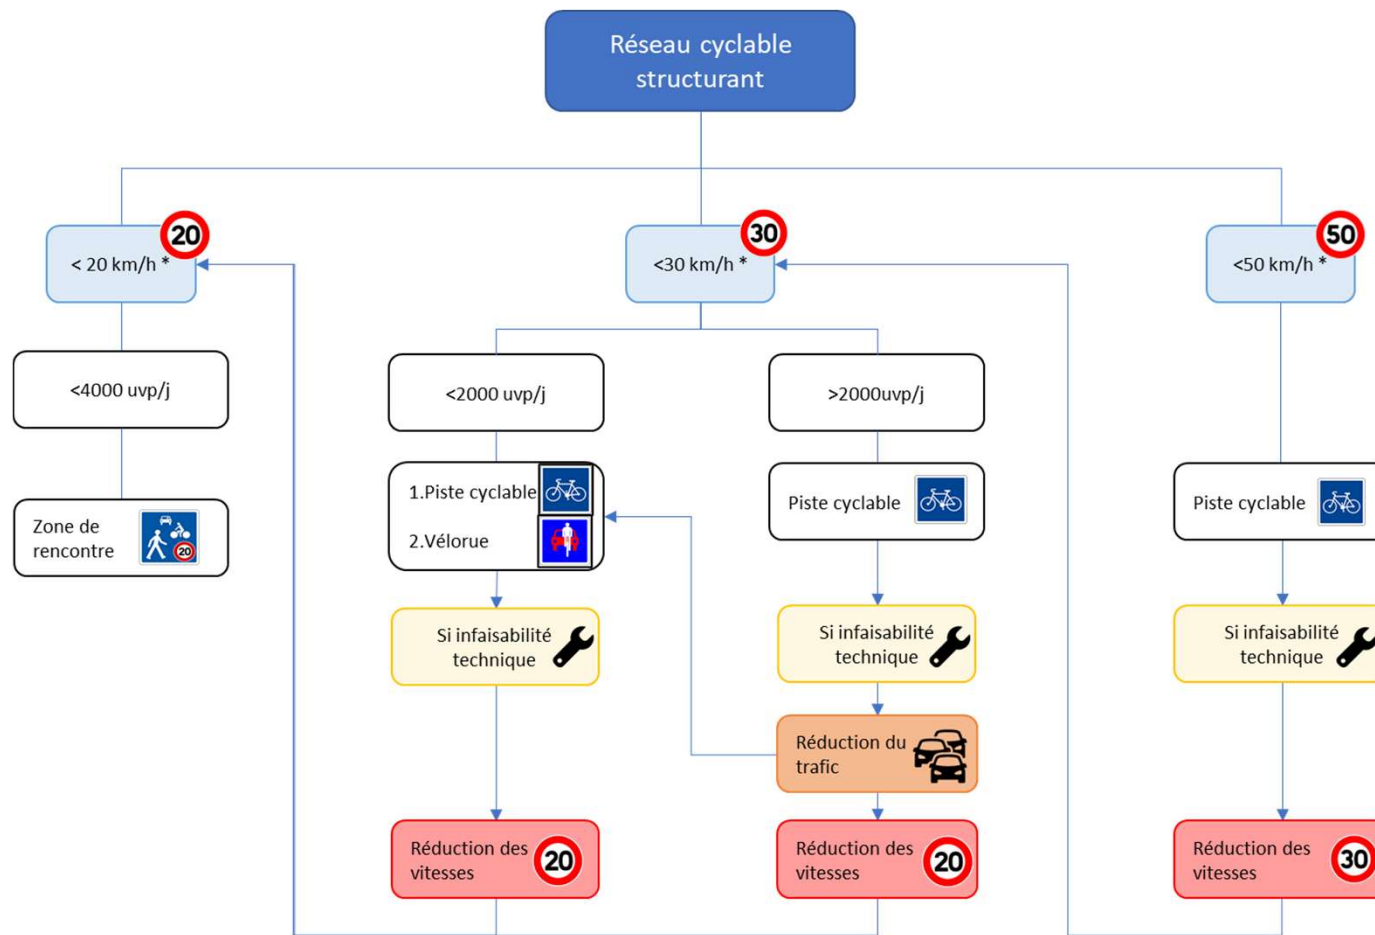 Réseau cyclable
structurant
20
< 20 km/h *
30
<30 km/h *
50
<50 km/h *
<4000 uvp/j
<2000 uvp/j
>2000uvp/j
Zone de
rencontre
20
1.Piste cyclable
2.Vélorue
Piste cyclable
Piste cyclable
Si infaisabilité
technique
Si infaisabilité
technique
Si infaisabilité
technique
Réduction du
trafic
Réduction des
vitesses
20
Réduction des
vitesses
20
Réduction des
vitesses
30